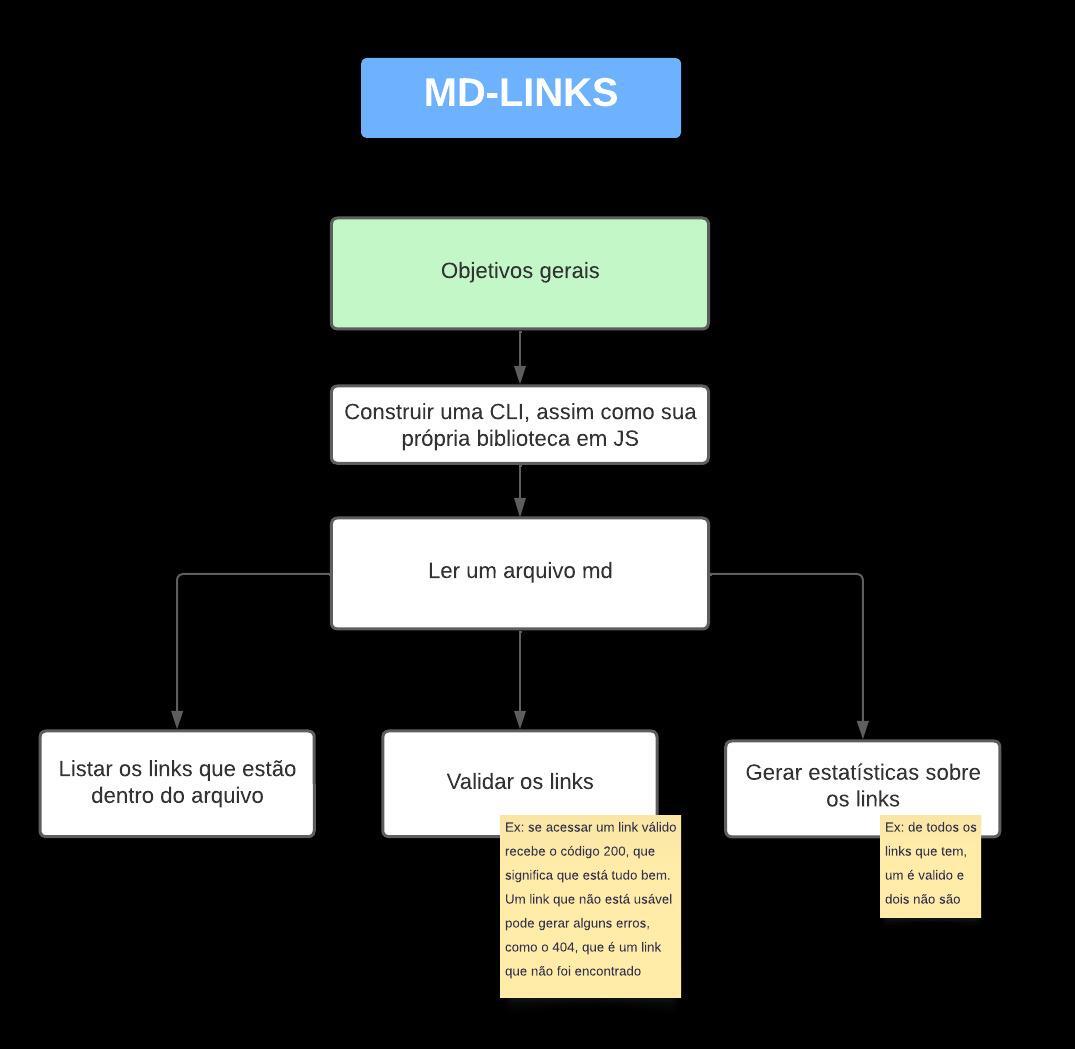 MD-LINKS
Objetivos gerais
Construir uma CLI, assim como sua
própria biblioteca em JS
Ler um arquivo md
Listar os links que estão
dentro do arquivo
Validar os links
Ex: se acessar um link válido
recebe o código 200, que
significa que está tudo bem.
Um link que não está usável
pode gerar alguns erros,
como o 404, que é um link
que não foi encontrado
Gerar estatísticas sobre
os links
Ex: de todos os
links que tem,
um é valido e
dois não são